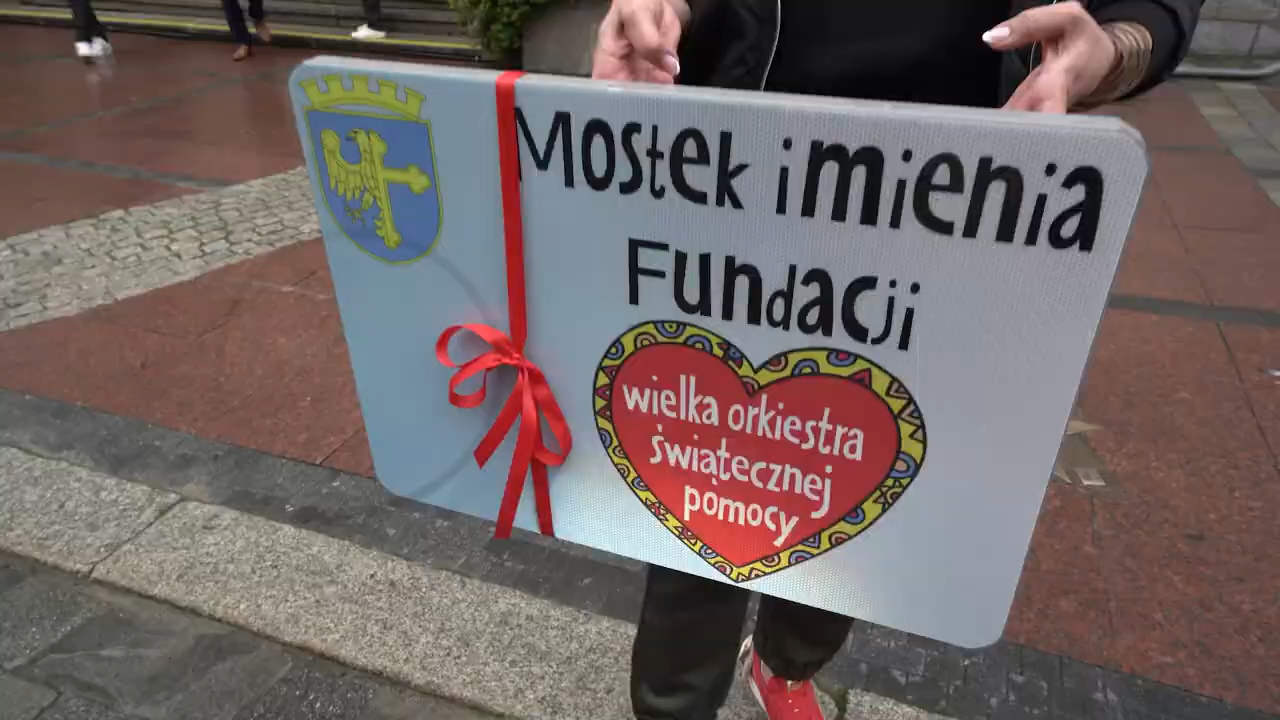 Mostek imienia
Fundacji
wielka orkiestra
świątecznej
pomocy